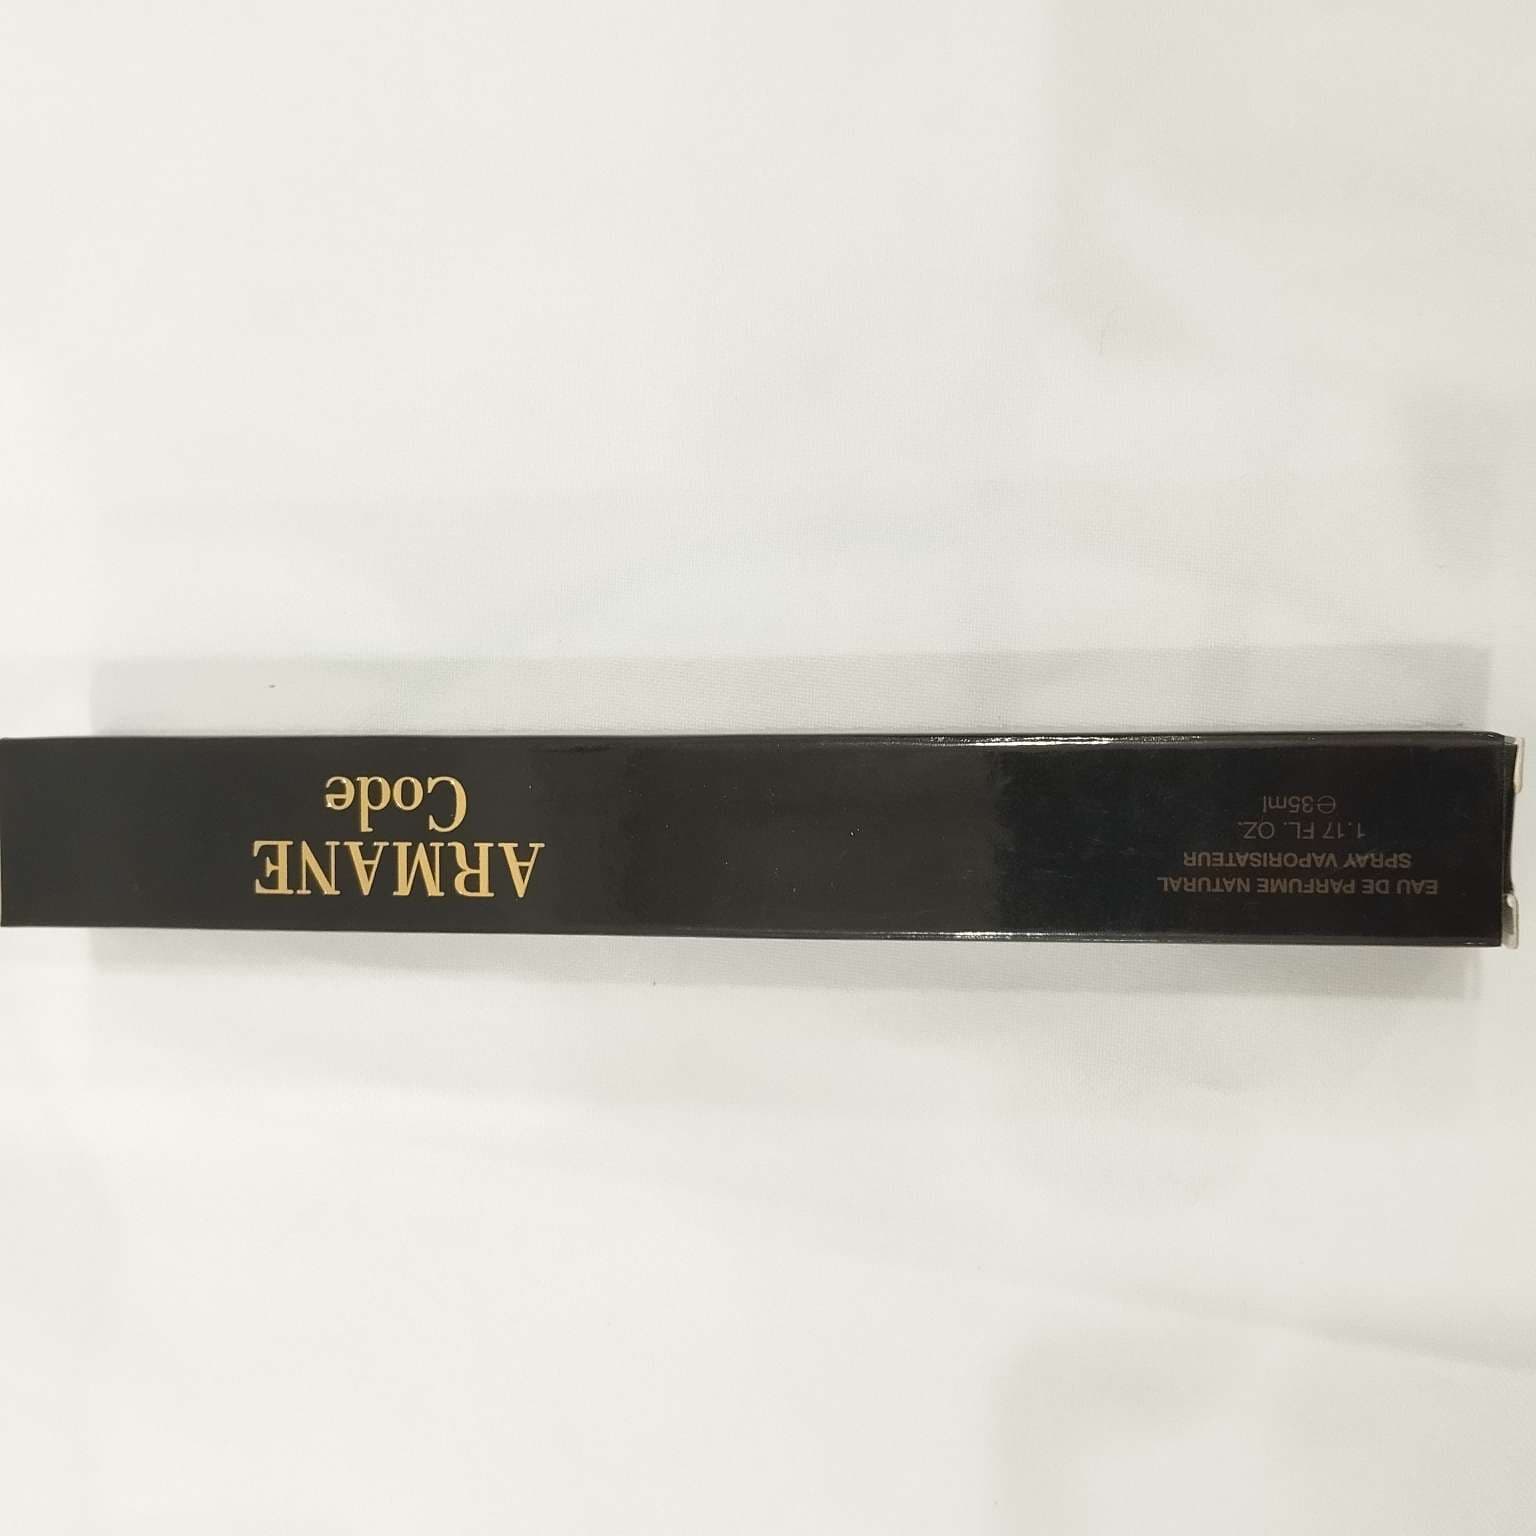 ARMANE
Code
EAU DE PARFUME NATURAL
SPRAY VAPORISATEUR
1.17 FL. OZ.
℮35ml